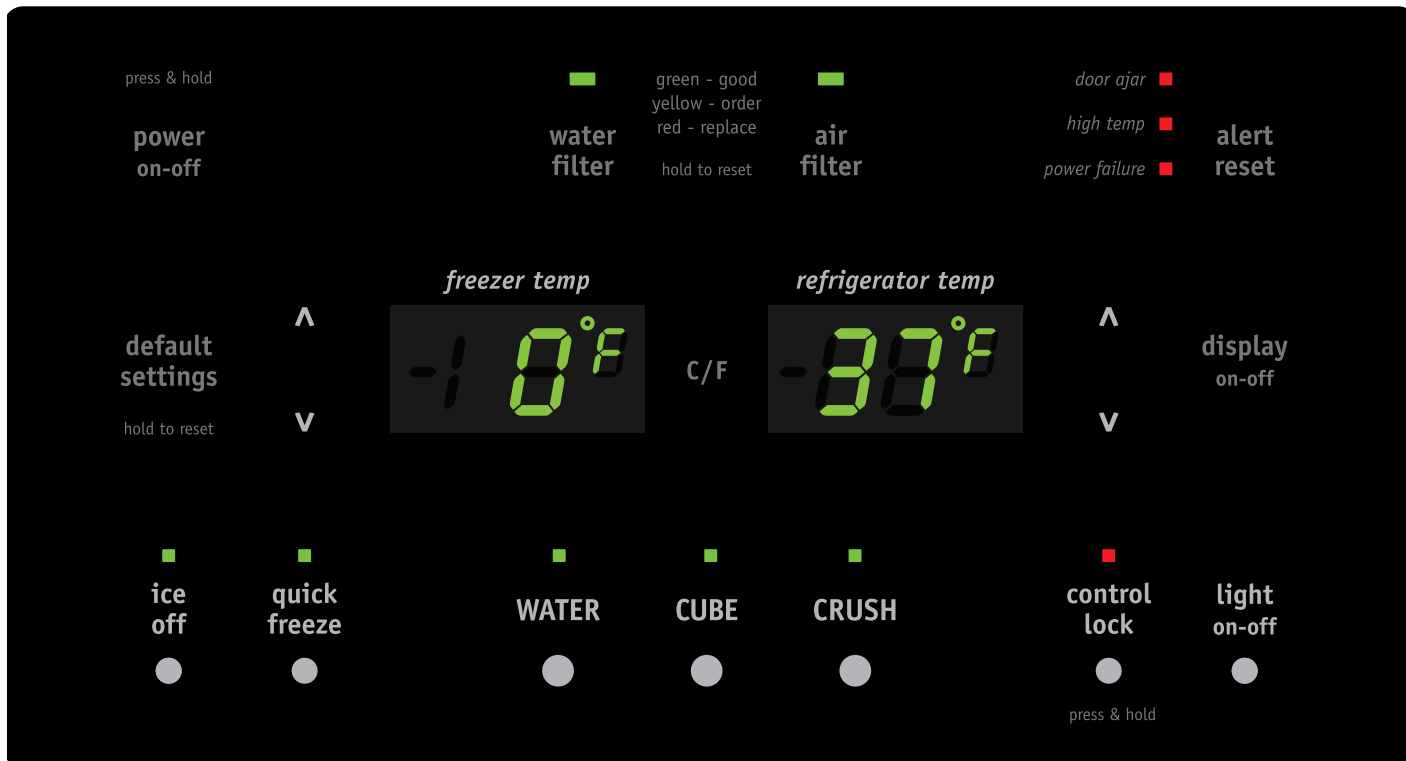 press & hold
power
on-off
water
filter
green - good
yellow - order
red - replace
hold to reset
air
filter
door ajar
high temp
power failure
alert
reset
default
settings
hold to reset
^
v
freezer temp
0°F
C/F
refrigerator temp
37°F
^
v
display
on-off
ice
off
quick
freeze
WATER
CUBE
CRUSH
control
lock
press & hold
light
on-off